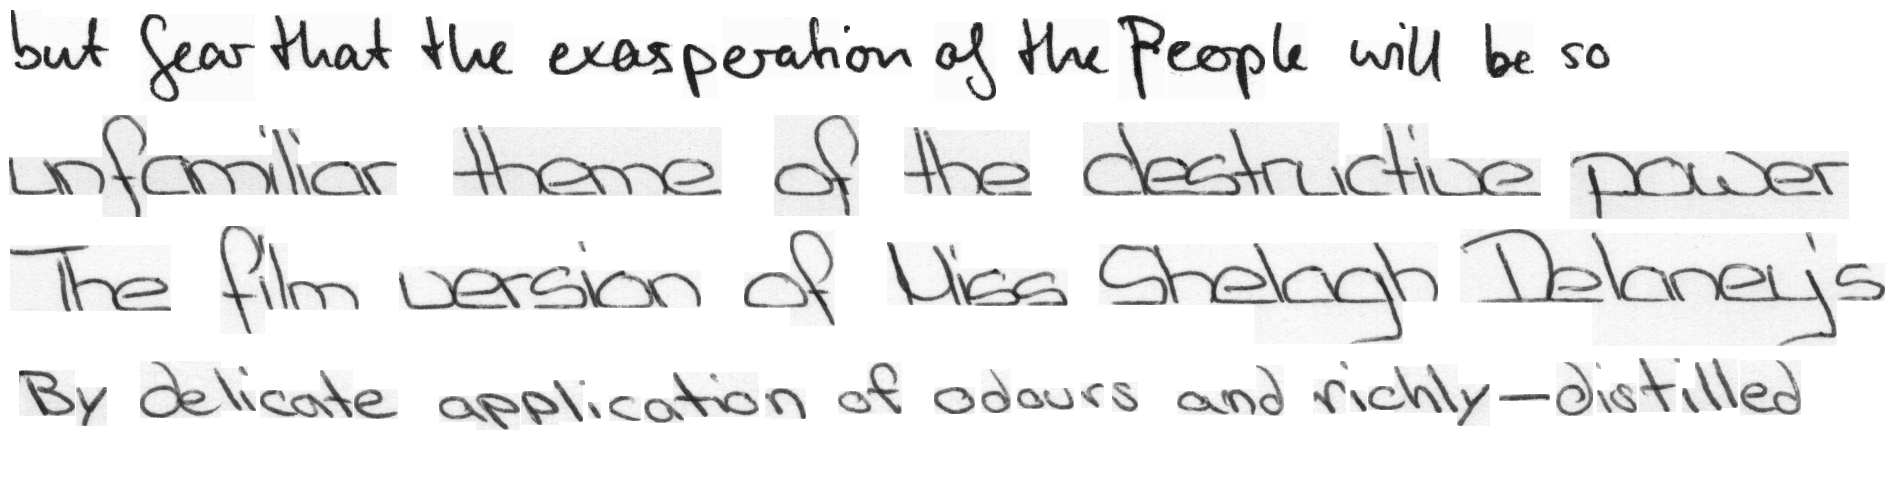 but fear that the exasperation of the People will be so
unfamiliar theme of the destructive power
The film version of Miss Shelagh Delaney's
By delicate application of odours and richly-distilled